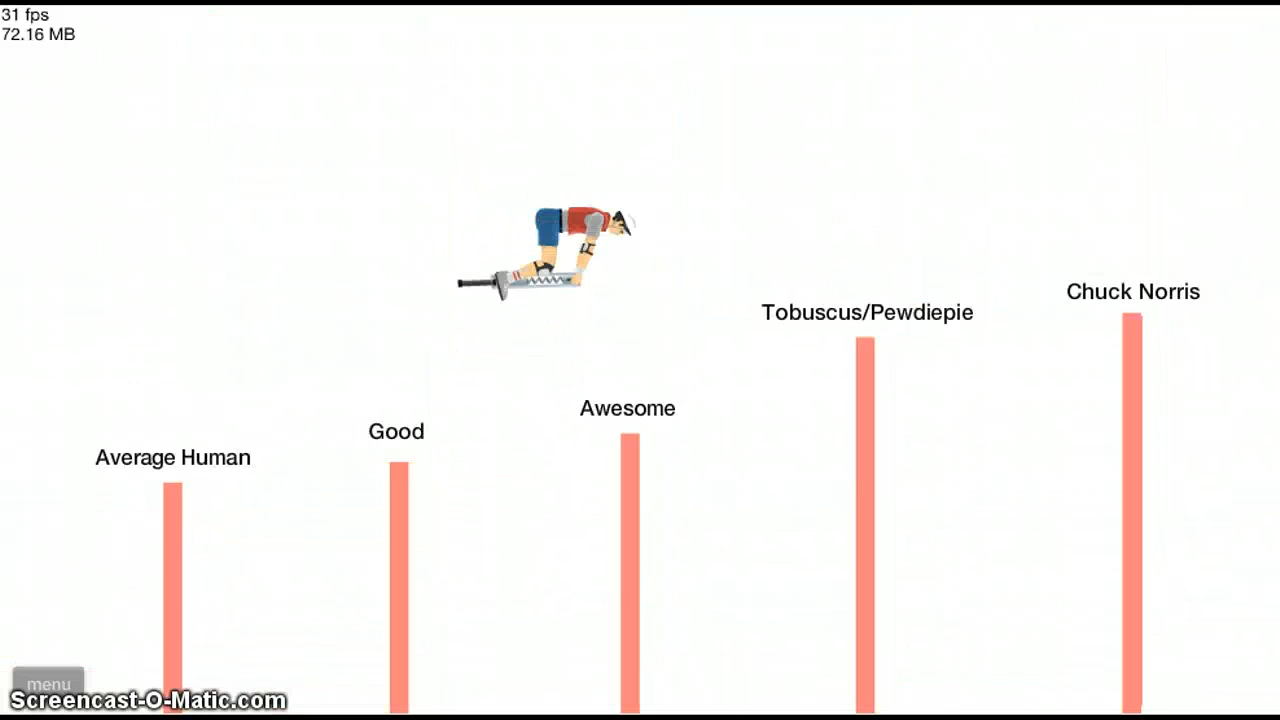 31 fps
72.16 MB
Chuck Norris
Tobuscus/Pewdiepie
Awesome
Good
Average Human
menu
Screencast-O-Matic.com